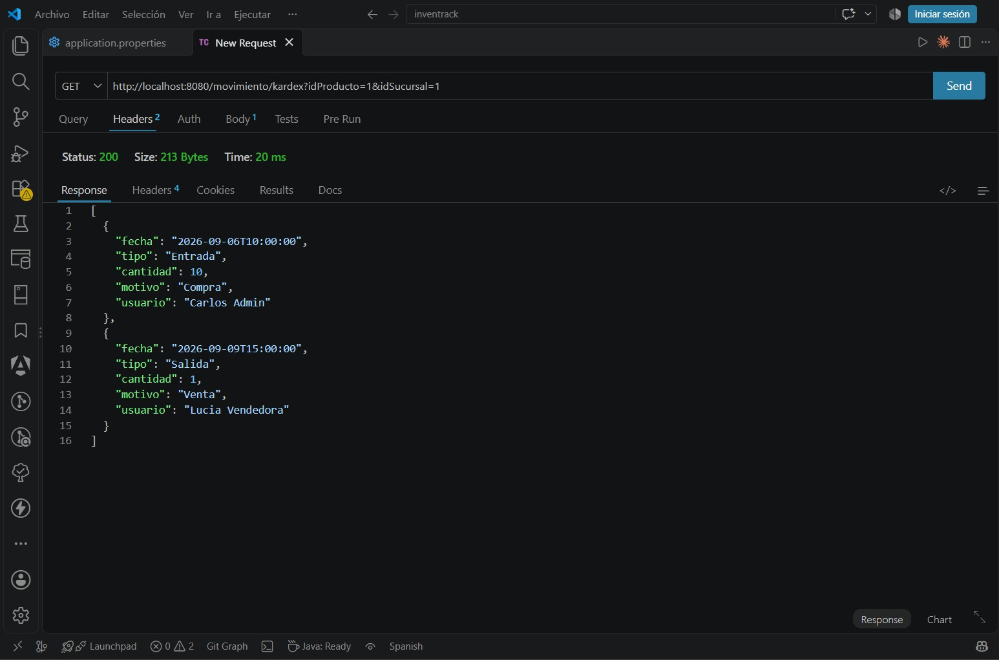 Archivo Editar Selección Ver Ir a Ejecutar ··· inventrack Iniciar sesión
application.properties TC New Request
GET http://localhost:8080/movimiento/kardex?idProducto=1&idSucursal=1 Send
Query Headers 2 Auth Body 1 Tests Pre Run
Status: 200 Size: 213 Bytes Time: 20 ms
Response Headers 4 Cookies Results Docs </>
1 [
2 {
3 "fecha": "2026-09-06T10:00:00",
4 "tipo": "Entrada",
5 "cantidad": 10,
6 "motivo": "Compra",
7 "usuario": "Carlos Admin"
8 },
9 {
10 "fecha": "2026-09-09T15:00:00",
11 "tipo": "Salida",
12 "cantidad": 1,
13 "motivo": "Venta",
14 "usuario": "Lucia Vendedora"
15 }
16 ]
Response Chart
Launchpad 0 2 Git Graph Java: Ready Spanish